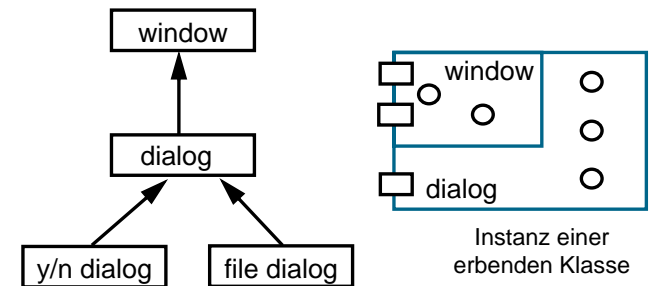 window
dialog
y/n dialog
file dialog
window
dialog
Instanz einer
erbenden Klasse